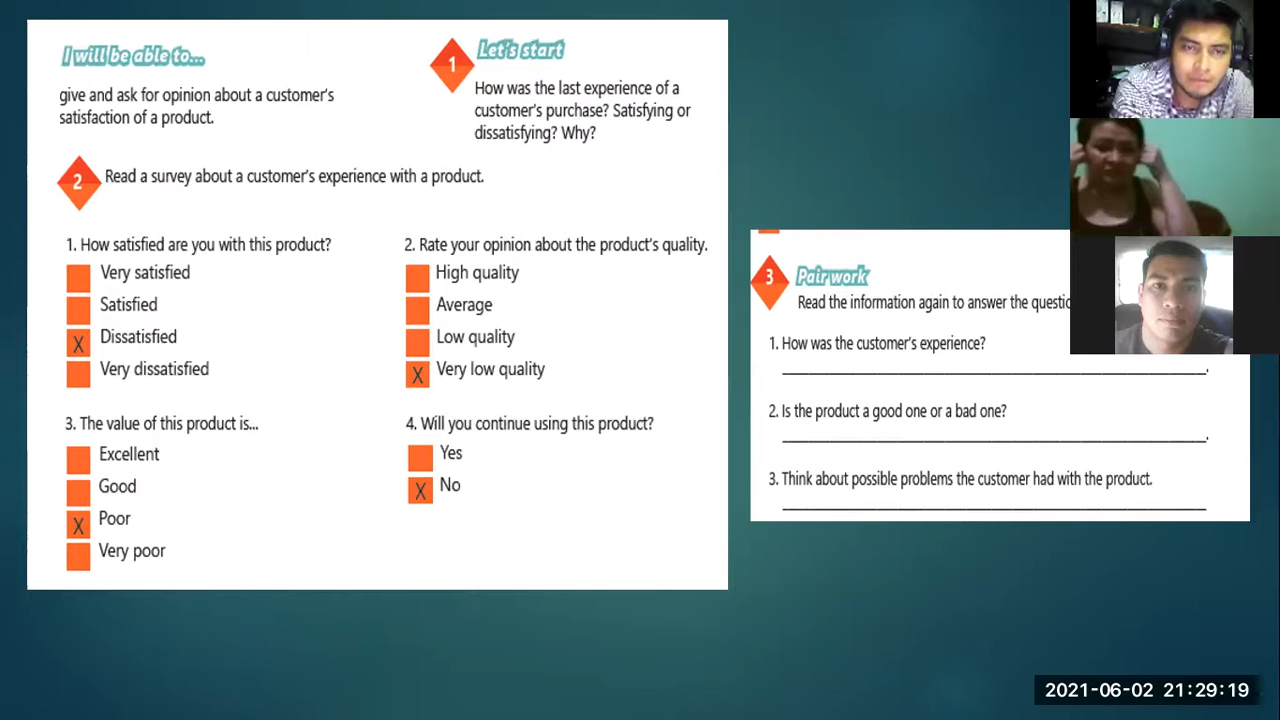 I will be able to...
give and ask for opinion about a customer's
satisfaction of a product.
1
Let's start
How was the last experience of a
customer's purchase? Satisfying or
dissatisfying? Why?
2
Read a survey about a customer's experience with a product.
1. How satisfied are you with this product?
Very satisfied
Satisfied
X Dissatisfied
Very dissatisfied
2. Rate your opinion about the product's quality.
High quality
Average
Low quality
X Very low quality
3. The value of this product is...
Excellent
Good
X Poor
Very poor
4. Will you continue using this product?
Yes
X No
3
Pair work
Read the information again to answer the
1. How was the customer's experience?
2. Is the product a good one or a bad one?
3. Think about possible problems the customer had with the product.
2021-06-02 21:29:19